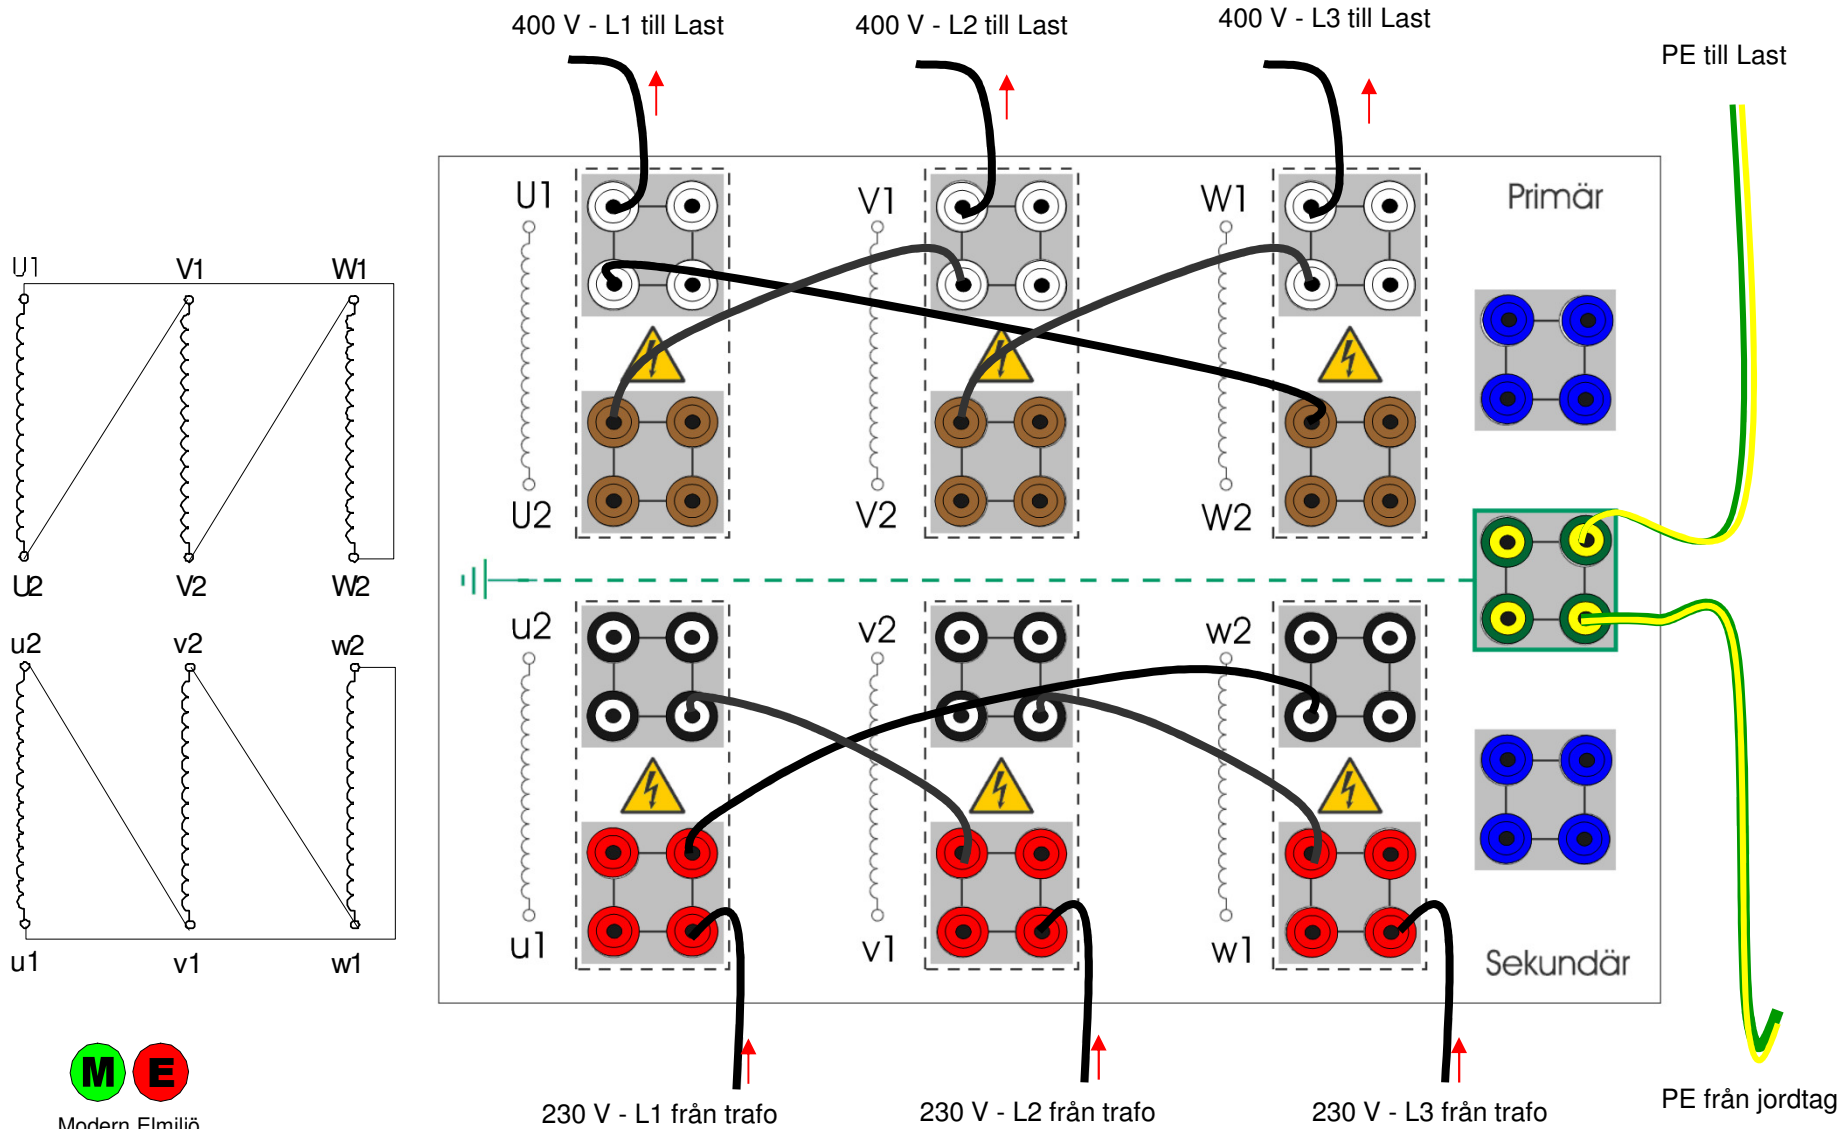 400 V - L1 till Last
400 V - L2 till Last
400 V - L3 till Last
PE till Last
U1
V1
W1
Primär
U1
V1
W1
U2
V2
W2
U2
V2
W2
u2
v2
w2
u2
v2
w2
u1
v1
w1
u1
v1
w1
Sekundär
M E
Modern Elmiljö
230 V - L1 från trafo
230 V - L2 från trafo
230 V - L3 från trafo
PE från jordtag